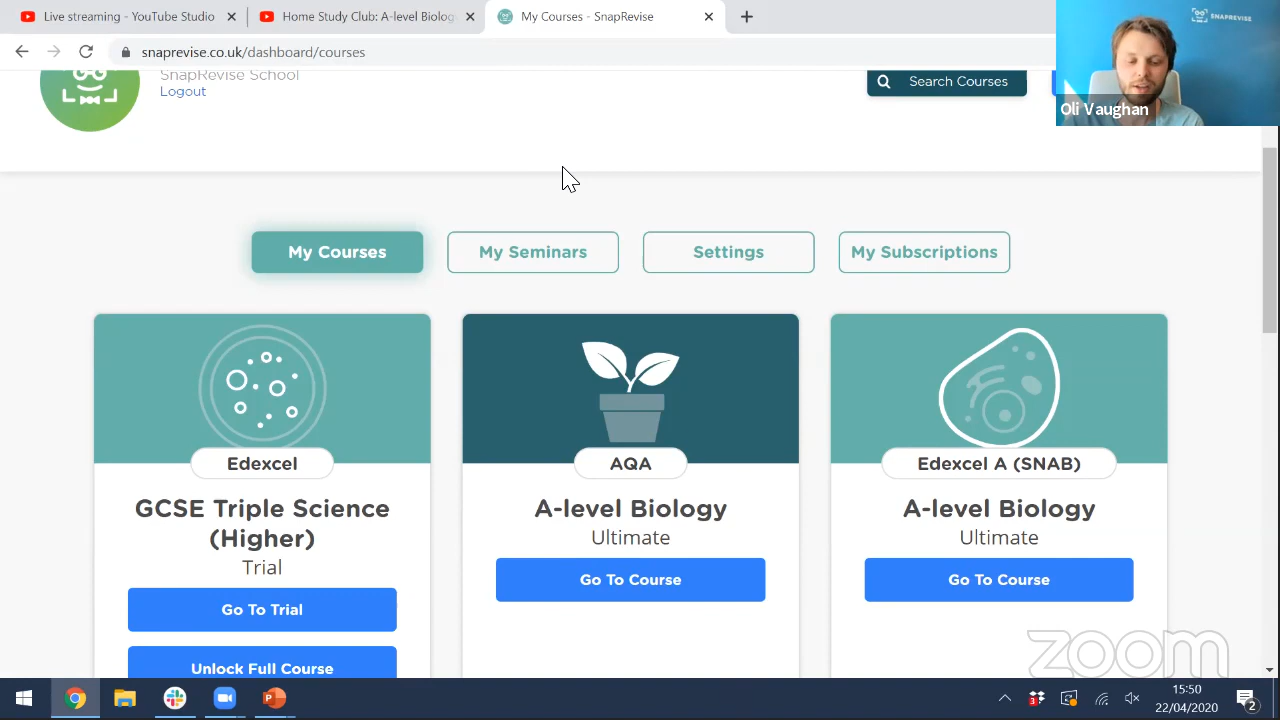 Live streaming - YouTube Studio
Home Study Club: A-level Biolog
My Courses - SnapRevise
snaprevise.co.uk/dashboard/courses
SNAPREVISE
Oli Vaughan
SnapRevise School
Logout
Search Courses
My Courses
My Seminars
Settings
My Subscriptions
Edexcel
GCSE Triple Science
(Higher)
Trial
Go To Trial
Unlock Full Course
AQA
A-level Biology
Ultimate
Go To Course
Edexcel A (SNAB)
A-level Biology
Ultimate
Go To Course
zoom
15:50
22/04/2020
3
2